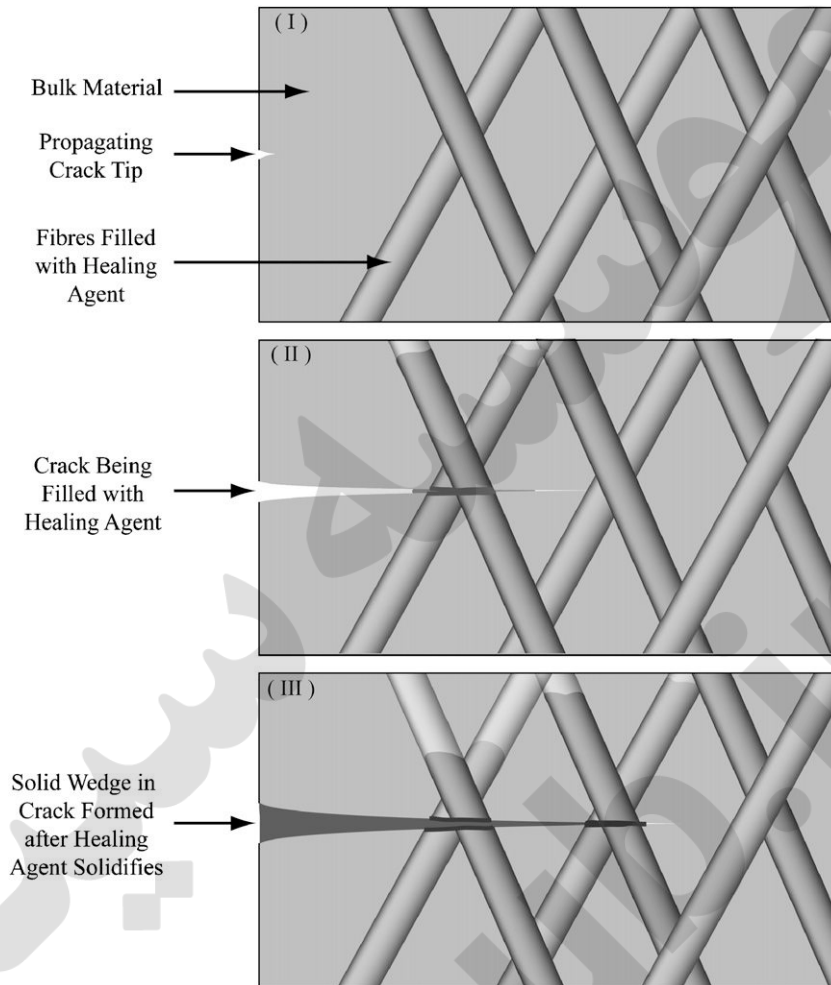 ( I )
Bulk Material
Propagating
Crack Tip
Fibres Filled
with Healing
Agent
( II )
Crack Being
Filled with
Healing Agent
( III )
Solid Wedge in
Crack Formed
after Healing
Agent Solidifies